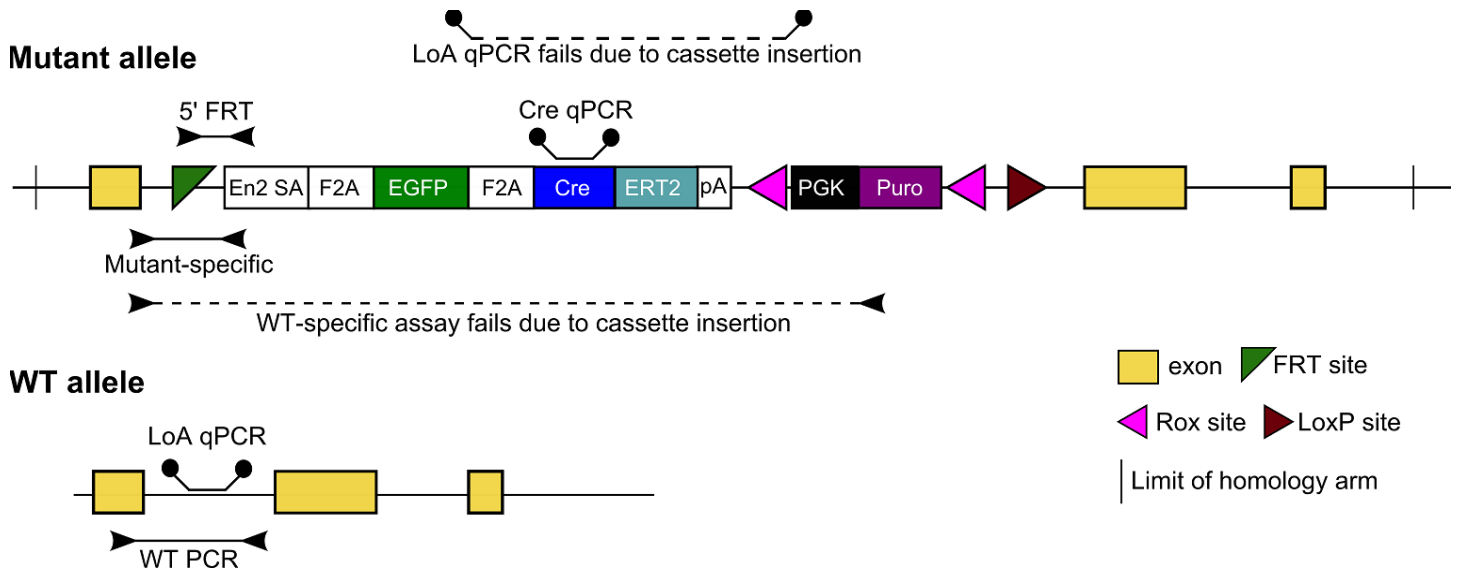 LoA qPCR fails due to cassette insertion
Mutant allele
5' FRT
Cre qPCR
En2 SA F2A EGFP F2A Cre ERT2 pA PGK Puro
Mutant-specific
WT-specific assay fails due to cassette insertion
WT allele
LoA qPCR
WT PCR
exon FRT site
Rox site LoxP site
Limit of homology arm